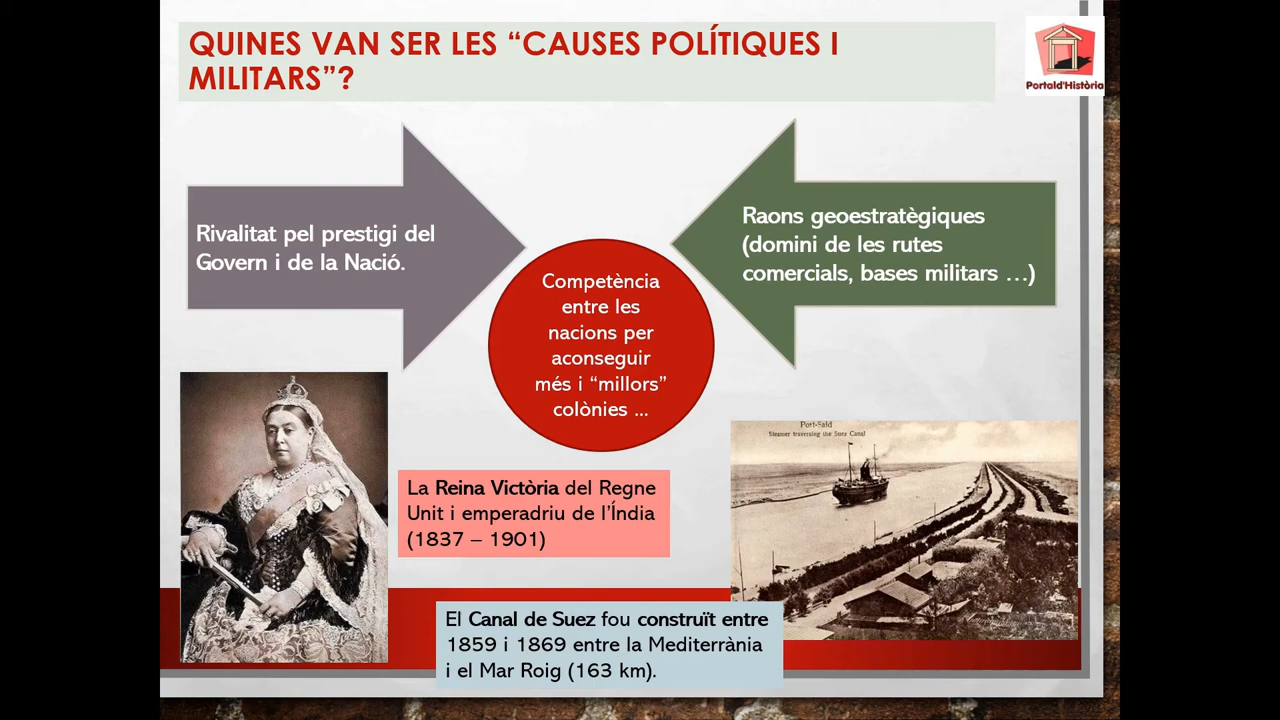 QUINES VAN SER LES “CAUSES POLÍTIQUES I
MILITARS”?
Portald'Història
Rivalitat pel prestigi del
Govern i de la Nació.
Raons geoestratègiques
(domini de les rutes
comercials, bases militars ...)
Competència
entre les
nacions per
aconseguir
més i “millors”
colònies ...
Port-Said
Steamer traversing the Suez Canal
La Reina Victòria del Regne
Unit i emperadriu de l’Índia
(1837 – 1901)
El Canal de Suez fou construït entre
1859 i 1869 entre la Mediterrània
i el Mar Roig (163 km).